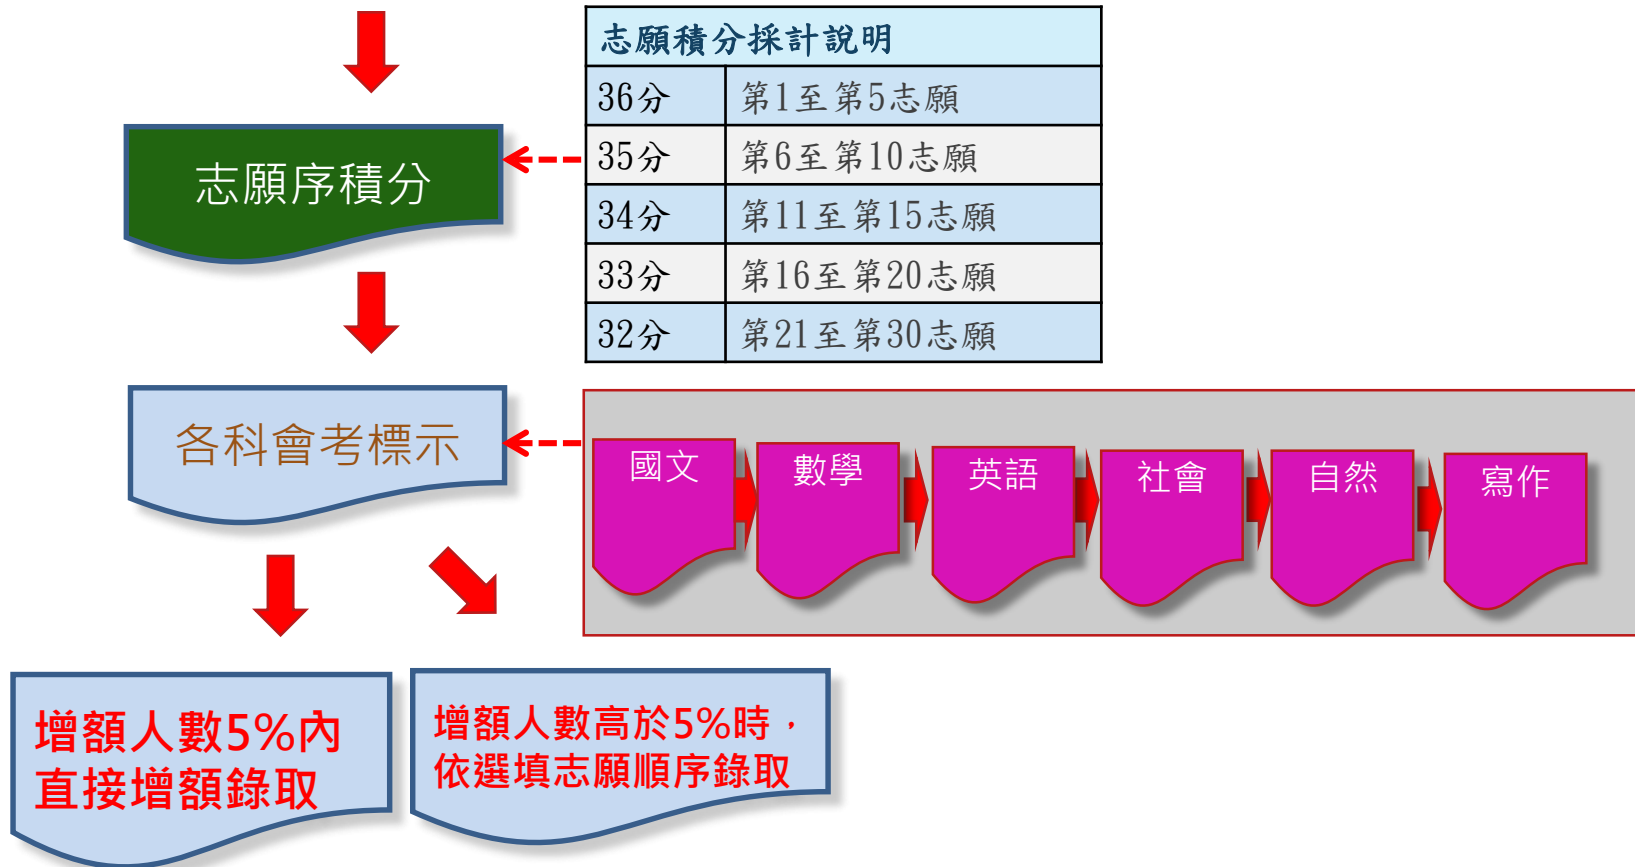 志願積分採計說明
36分 第1至第5志願
35分 第6至第10志願
34分 第11至第15志願
33分 第16至第20志願
32分 第21至第30志願
志願序積分
各科會考標示
國文 數學 英語 社會 自然 寫作
增額人數5%內
直接增額錄取
增額人數高於5%時，
依選填志願順序錄取